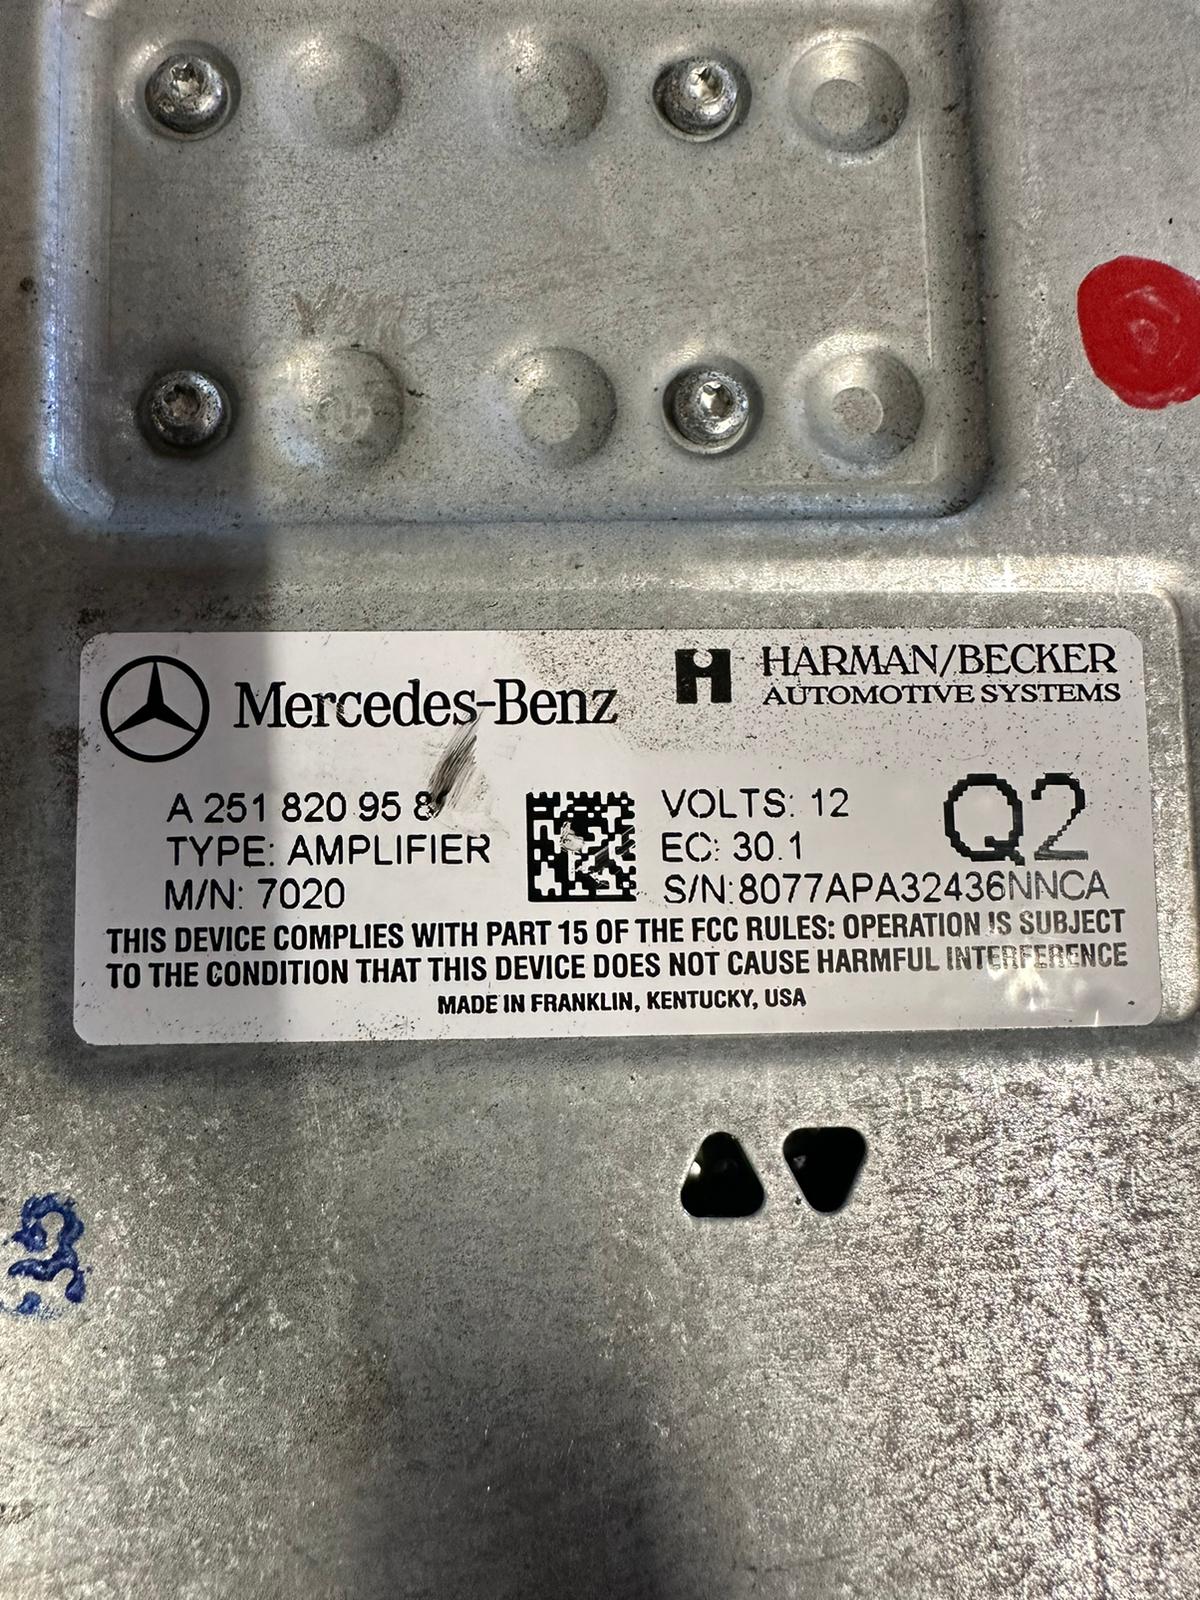 Mercedes-Benz
HARMAN/BECKER
AUTOMOTIVE SYSTEMS
A 251 820 95
TYPE: AMPLIFIER
M/N: 7020
VOLTS: 12
EC: 30.1
S/N:8077APA32436NNCA
Q2
THIS DEVICE COMPLIES WITH PART 15 OF THE FCC RULES: OPERATION IS SUBJECT
TO THE CONDITION THAT THIS DEVICE DOES NOT CAUSE HARMFUL INTERFERENCE
MADE IN FRANKLIN, KENTUCKY, USA